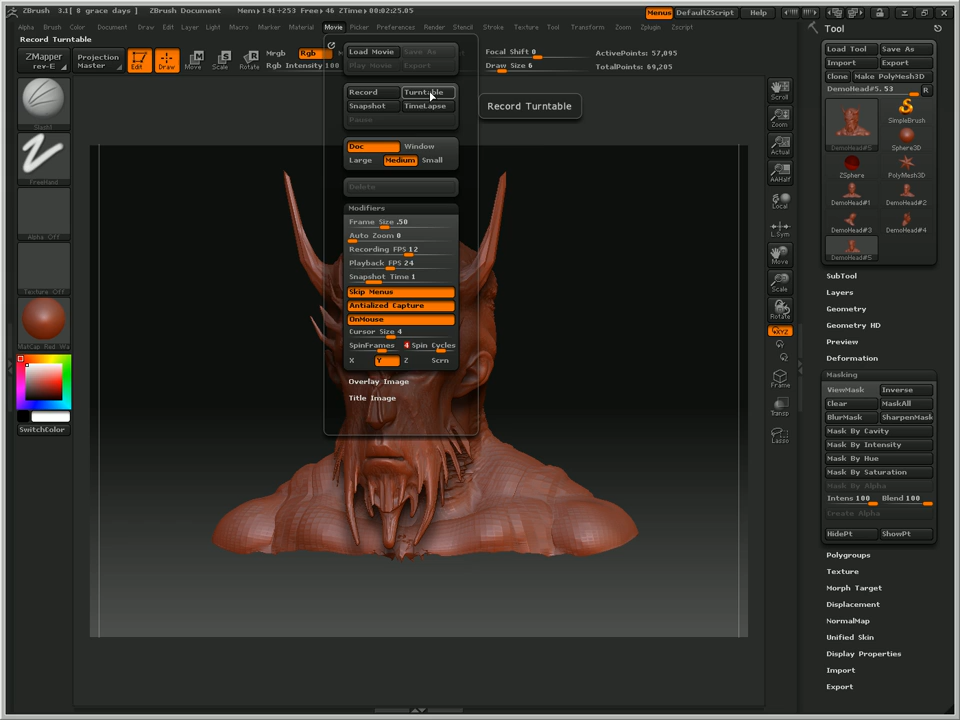 ZBrush 3.1[ 8 grace days ] ZBrush Document Mem▸141+253 Free▸46 ZTime▸00:02:25.05 Menus DefaultZScript Help
Alpha Brush Color Document Draw Edit Layer Light Macro Marker Material Movie Picker Preferences Render Stencil Stroke Texture Tool Transform Zoom Zplugin Zscript
Record Turntable
ZMapper
rev-E
Projection
Master
Edit
Draw
Move
Scale
Rotate
Mrgb
Rgb
Rgb Intensity 100
Focal Shift 0
Draw Size 6
ActivePoints: 57,095
TotalPoints: 69,205
FreeHand
Alpha Off
Texture Off
MatCap Red Wa
SwitchColor
Load Movie
Save As
Play Movie
Export
Record
Turntable
Snapshot
TimeLapse
Pause
Record Turntable
Doc
Window
Large
Medium
Small
Delete
Modifiers
Frame Size .50
Auto Zoom 0
Recording FPS 12
Playback FPS 24
Snapshot Time 1
Skip Menus
Antialized Capture
OnMouse
Cursor Size 4
SpinFrames
4 Spin Cycles
X
Y
Z
Scrn
Overlay Image
Title Image
Scroll
Zoom
Actual
AAHalf
Local
L.Sym
Move
Scale
Rotate
XYZ
Frame
Transp
Lasso
Tool
Load Tool
Save As
Import
Export
Clone
Make PolyMesh3D
DemoHead#5. 53
R
DemoHead#5
SimpleBrush
Sphere3D
ZSphere
PolyMesh3D
DemoHead#1
DemoHead#2
DemoHead#3
DemoHead#4
DemoHead#5
SubTool
Layers
Geometry
Geometry HD
Preview
Deformation
Masking
ViewMask
Inverse
Clear
MaskAll
BlurMask
SharpenMask
Mask By Cavity
Mask By Intensity
Mask By Hue
Mask By Saturation
Mask By Alpha
Intens 100
Blend 100
Create Alpha
HidePt
ShowPt
Polygroups
Texture
Morph Target
Displacement
NormalMap
Unified Skin
Display Properties
Import
Export